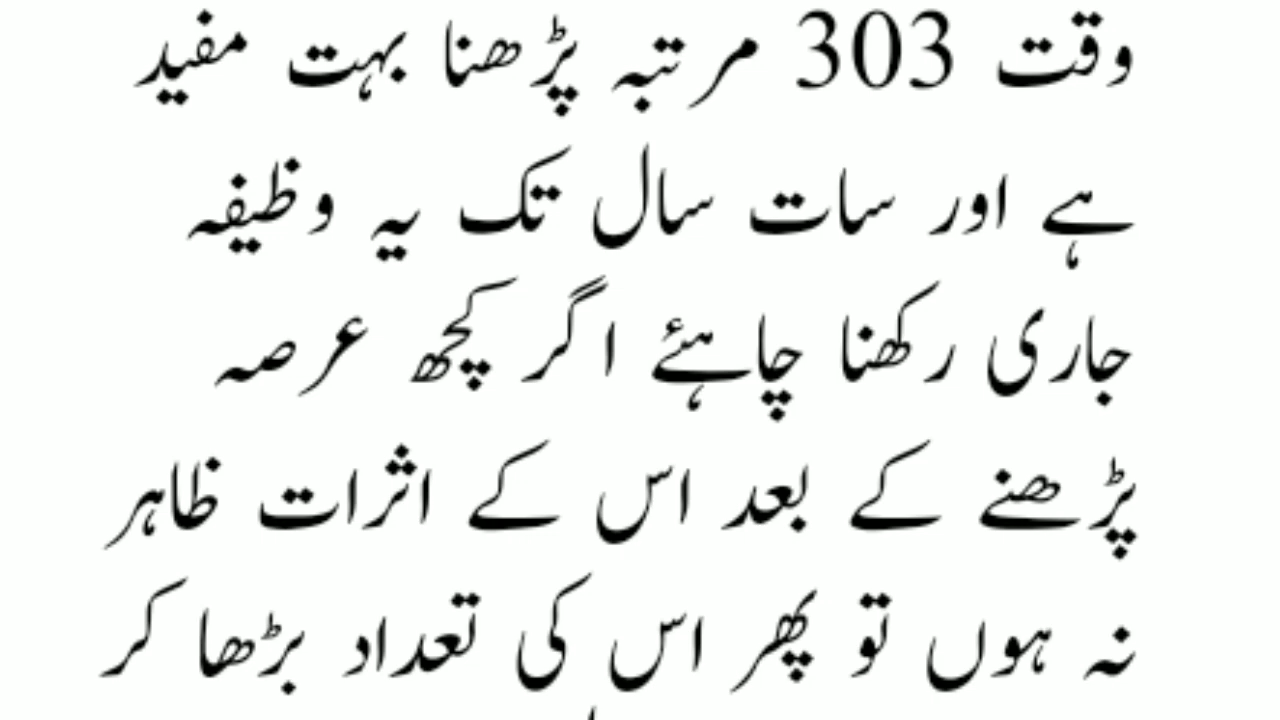 وقت 303 مرتبہ پڑھنا بہت مفید
ہے اور سات سال تک یہ وظیفہ
جاری رکھنا چاہئے اگر کچھ عرصہ
پڑھنے کے بعد اس کے اثرات ظاہر
نہ ہوں تو پھر اس کی تعداد بڑھا کر